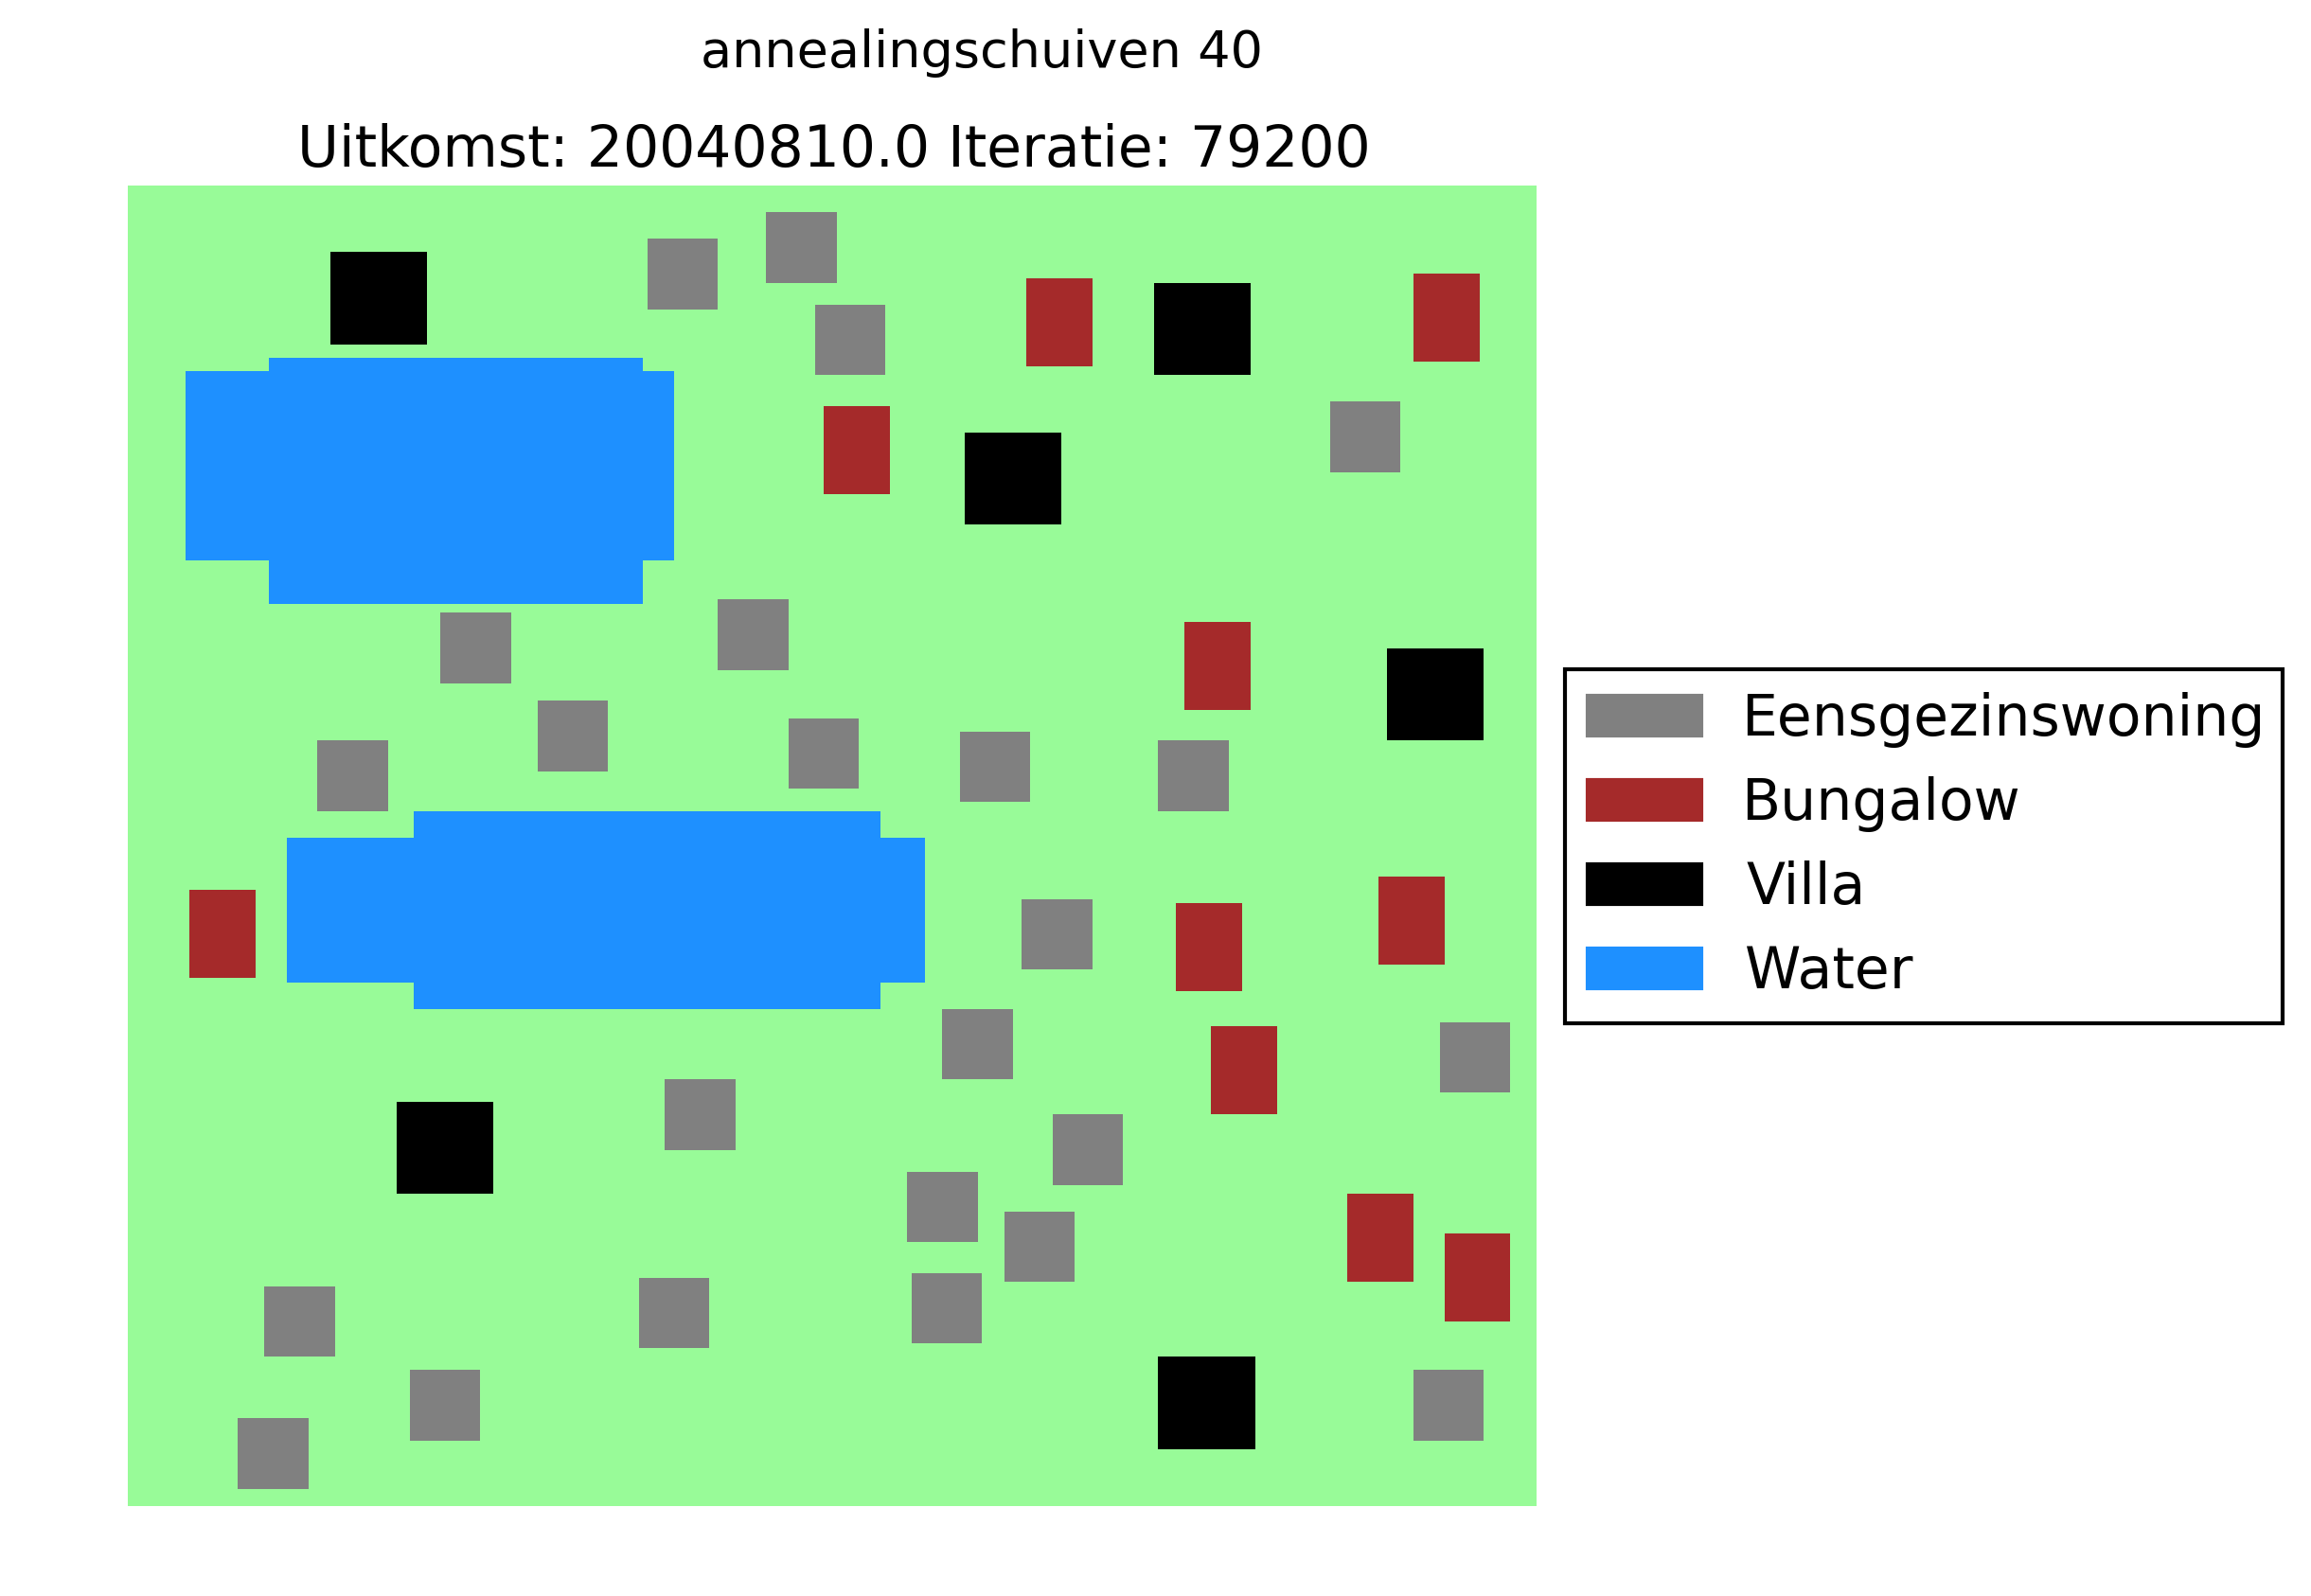 annealingschuiven 40
Uitkomst: 20040810.0 Iteratie: 79200
Eensgezinswoning
Bungalow
Villa
Water